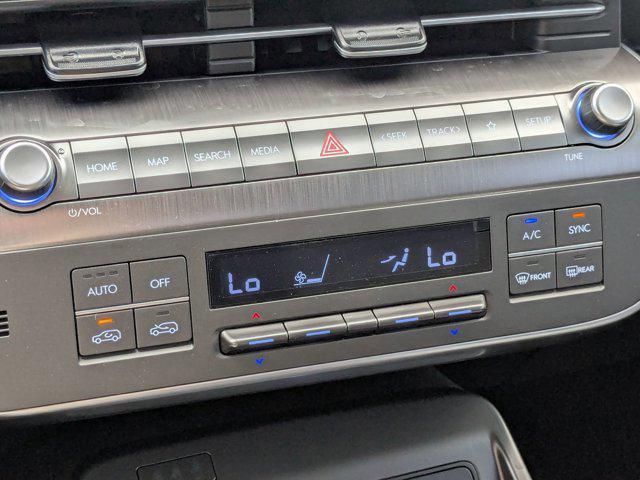 HOME MAP SEARCH MEDIA < SEEK TRACK > SETUP
⏻/VOL TUNE
A/C SYNC
Lo Lo
AUTO OFF FRONT REAR